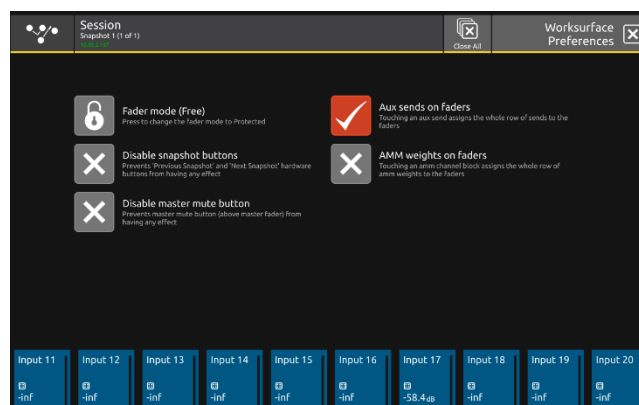 Session
Snapshot 1 (1 of 1)
Close All
Worksurface
Preferences
Fader mode (Free)
Press to change the fader mode to Protected
Aux sends on faders
Touching an aux send assigns the whole row of sends to the
faders
Disable snapshot buttons
Prevents 'Previous Snapshot' and 'Next Snapshot' hardware
buttons from having any effect
AMM weights on faders
Touching an amm channel block assigns the whole row of
amm weights to the faders
Disable master mute button
Prevents master mute button (above master fader) from
having any effect
Input 11 Input 12 Input 13 Input 14 Input 15 Input 16 Input 17 Input 18 Input 19 Input 20
-inf -inf -inf -inf -inf -inf -58.4dB -inf -inf -inf